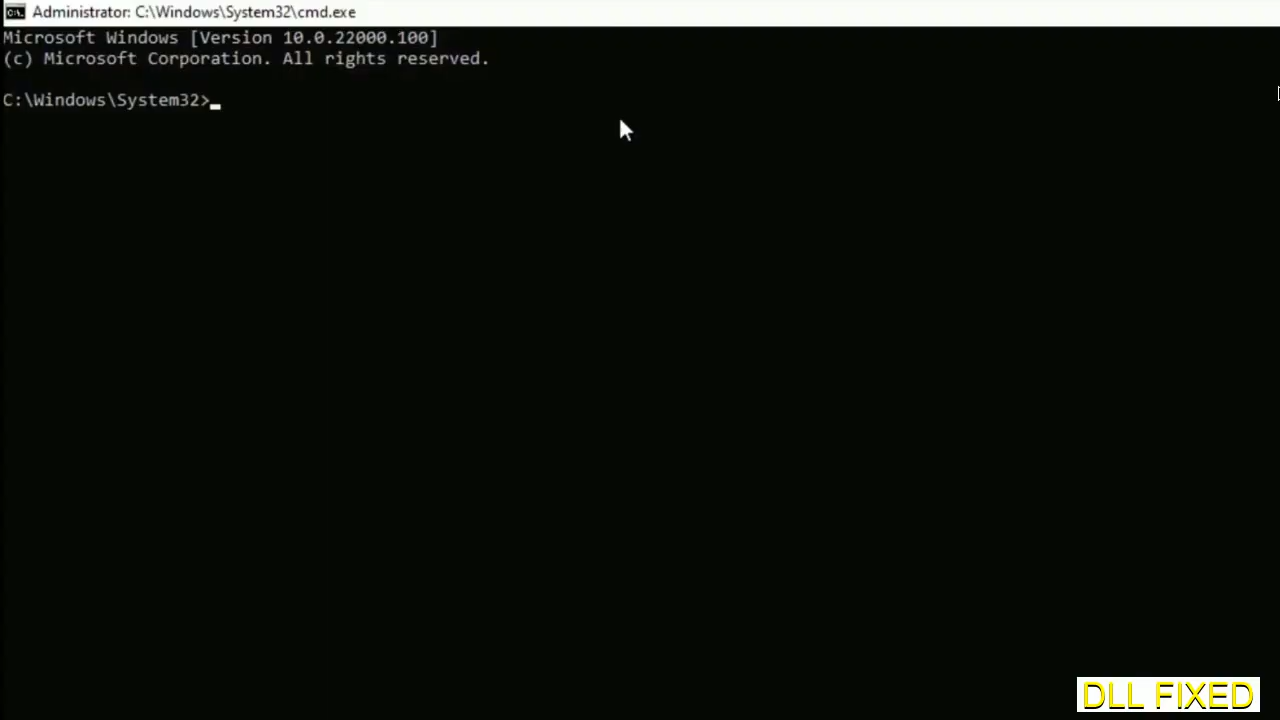 Administrator: C:\Windows\System32\cmd.exe
Microsoft Windows [Version 10.0.22000.100]
(c) Microsoft Corporation. All rights reserved.
C:\Windows\System32>
DLL FIXED